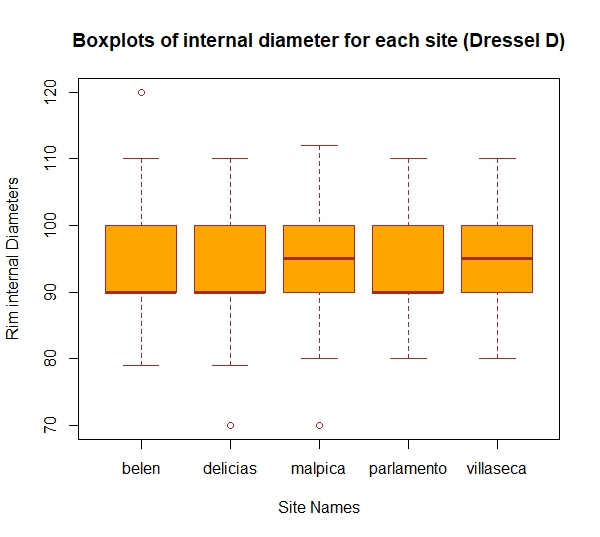 Boxplots of internal diameter for each site (Dressel D)
Rim internal Diameters
120
110
100
90
80
70
belen delicias malpica parlamento villaseca
Site Names